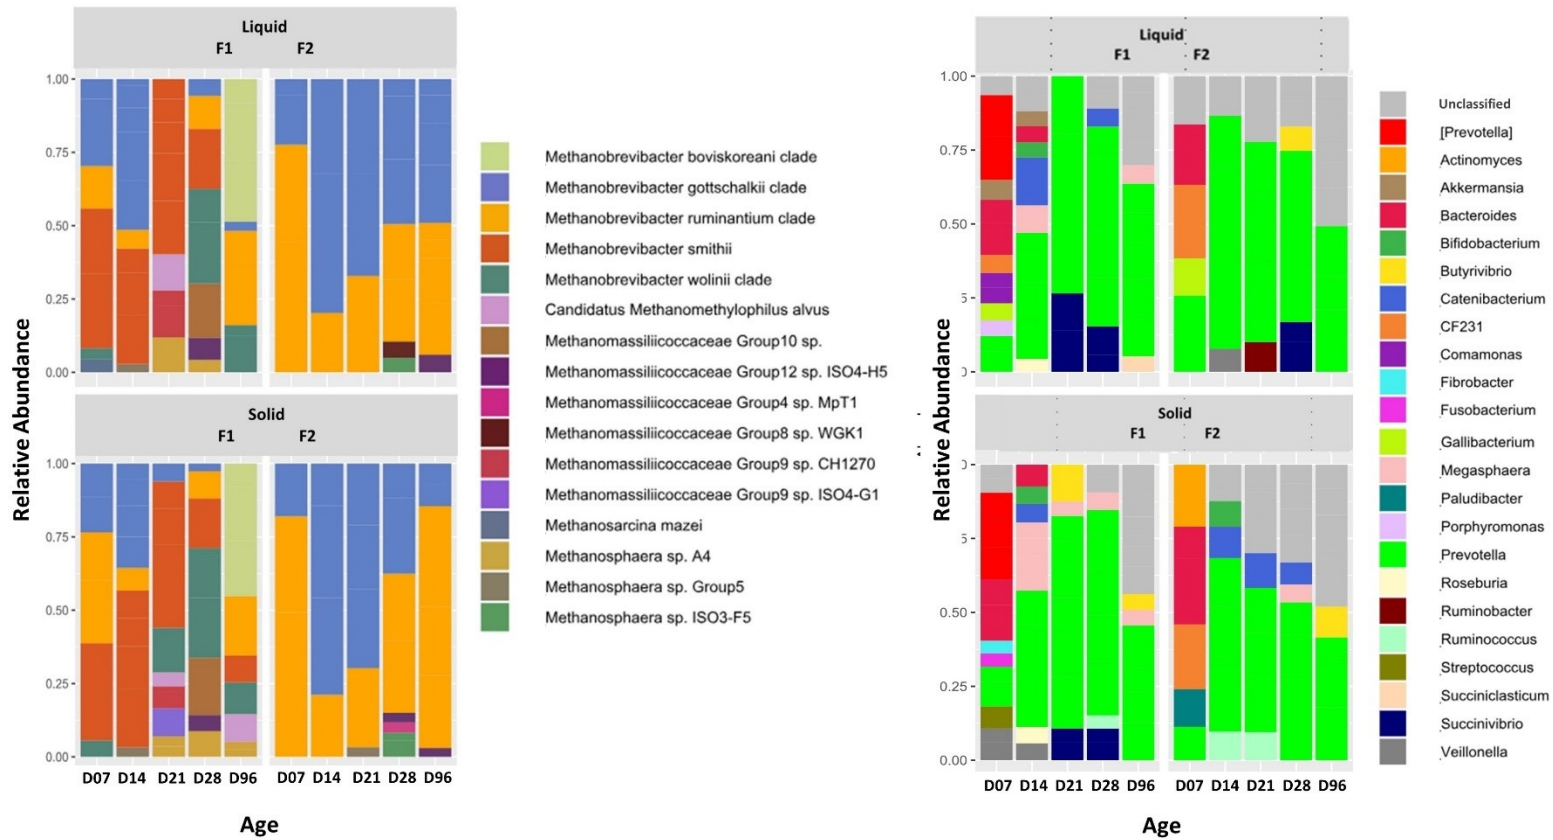 Liquid
F1 F2
1.00
0.75
0.50
0.25
0.00
Relative Abundance
Solid
F1 F2
1.00
0.75
0.50
0.25
0.00
D07 D14 D21 D28 D96 D07 D14 D21 D28 D96
Age
Methanobrevibacter boviskoreani clade
Methanobrevibacter gottschalkii clade
Methanobrevibacter ruminantium clade
Methanobrevibacter smithii
Methanobrevibacter wolinii clade
Candidatus Methanomethylophilus alvus
Methanomassiliicoccaceae Group10 sp.
Methanomassiliicoccaceae Group12 sp. ISO4-H5
Methanomassiliicoccaceae Group4 sp. MpT1
Methanomassiliicoccaceae Group8 sp. WGK1
Methanomassiliicoccaceae Group9 sp. CH1270
Methanomassiliicoccaceae Group9 sp. ISO4-G1
Methanosarcina mazei
Methanosphaera sp. A4
Methanosphaera sp. Group5
Methanosphaera sp. ISO3-F5
Liquid
F1 F2
1.00
0.75
0.50
5
Relative Abundance
Solid
F1 F2
5
0.50
0.25
0.00
D07 D14 D21 D28 D96 D07 D14 D21 D28 D96
Age
Unclassified
[Prevotella]
Actinomyces
Akkermansia
Bacteroides
Bifidobacterium
Butyrivibrio
Catenibacterium
CF231
Comamonas
Fibrobacter
Fusobacterium
Gallibacterium
Megasphaera
Paludibacter
Porphyromonas
Prevotella
Roseburia
Ruminobacter
Ruminococcus
Streptococcus
Succiniclasticum
Succinivibrio
Veillonella